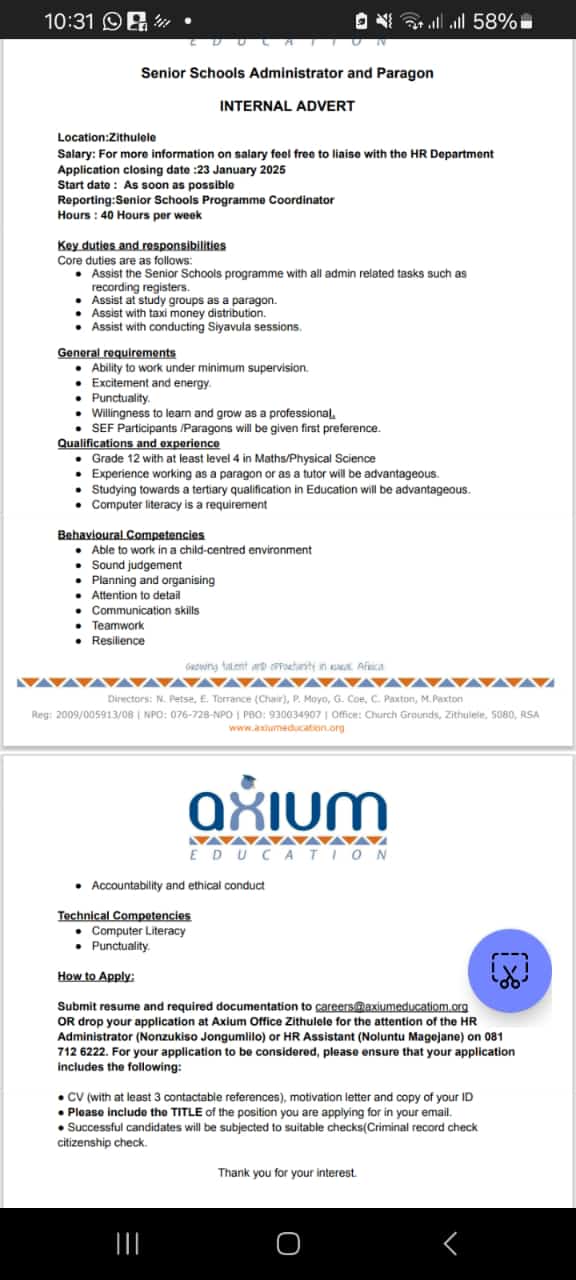 10:31
58%
E D U C A T I O N
Senior Schools Administrator and Paragon
INTERNAL ADVERT
Location:Zithulele
Salary: For more information on salary feel free to liaise with the HR Department
Application closing date :23 January 2025
Start date : As soon as possible
Reporting:Senior Schools Programme Coordinator
Hours : 40 Hours per week
Key duties and responsibilities
Core duties are as follows:
• Assist the Senior Schools programme with all admin related tasks such as
recording registers.
• Assist at study groups as a paragon.
• Assist with taxi money distribution.
• Assist with conducting Siyavula sessions.
General requirements
• Ability to work under minimum supervision.
• Excitement and energy.
• Punctuality.
• Willingness to learn and grow as a professional.
• SEF Participants /Paragons will be given first preference.
Qualifications and experience
• Grade 12 with at least level 4 in Maths/Physical Science
• Experience working as a paragon or as a tutor will be advantageous.
• Studying towards a tertiary qualification in Education will be advantageous.
• Computer literacy is a requirement
Behavioural Competencies
• Able to work in a child-centred environment
• Sound judgement
• Planning and organising
• Attention to detail
• Communication skills
• Teamwork
• Resilience
Growing talent and opportunity in rural Africa
Directors: N. Petse, E. Torrance (Chair), P. Moyo, G. Coe, C. Paxton, M.Paxton
Reg: 2009/005913/08 | NPO: 076-728-NPO | PBO: 930034907 | Office: Church Grounds, Zithulele, 5080, RSA
www.axiumeducation.org
axium
E D U C A T I O N
• Accountability and ethical conduct
Technical Competencies
• Computer Literacy
• Punctuality.
How to Apply:
Submit resume and required documentation to careers@axiumeducatiom.org
OR drop your application at Axium Office Zithulele for the attention of the HR
Administrator (Nonzukiso Jongumlilo) or HR Assistant (Noluntu Magejane) on 081
712 6222. For your application to be considered, please ensure that your application
includes the following:
• CV (with at least 3 contactable references), motivation letter and copy of your ID
• Please include the TITLE of the position you are applying for in your email.
• Successful candidates will be subjected to suitable checks(Criminal record check
citizenship check.
Thank you for your interest.